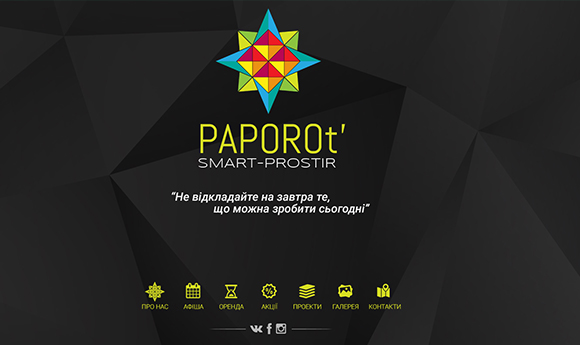 PAPOROt'
SMART-PROSTIR
“Не відкладайте на завтра те,
що можна зробити сьогодні”
ПРО НАС АФІША ОРЕНДА АКЦІЇ ПРОЕКТИ ГАЛЕРЕЯ КОНТАКТИ